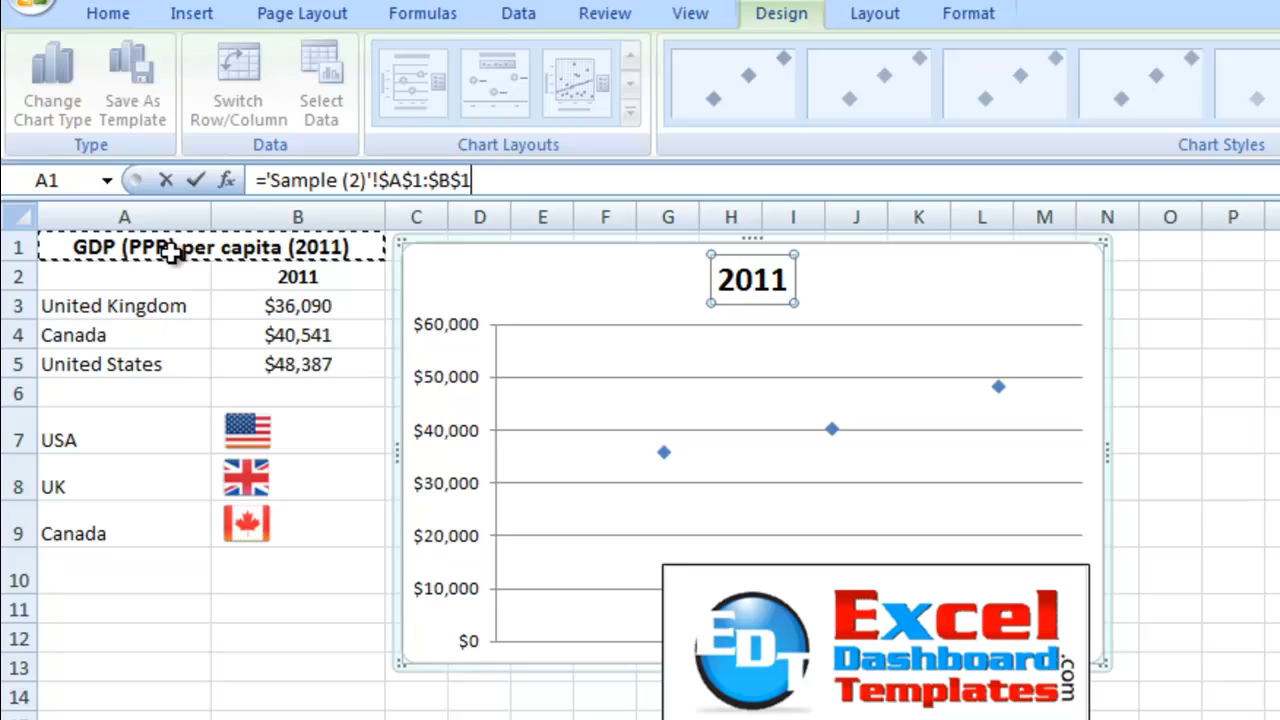 Home Insert Page Layout Formulas Data Review View Design Layout Format
Change Chart Type
Save As Template
Switch Row/Column
Select Data
Type Data Chart Layouts Chart Styles
A1 fx ='Sample (2)'!$A$1:$B$1
A B C D E F G H I J K L M N O P
1 GDP (PPP) per capita (2011)
2 2011
3 United Kingdom $36,090
4 Canada $40,541
5 United States $48,387
6
7 USA
8 UK
9 Canada
10
11
12
13
14
2011
$60,000
$50,000
$40,000
$30,000
$20,000
$10,000
$0
EDT
Excel
Dashboard
Templates
.com